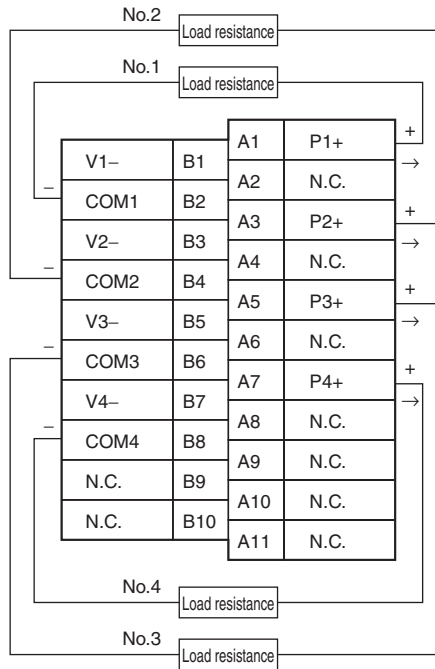 No.2
Load resistance
No.1
Load resistance
A1 P1+ +
→
V1– B1
A2 N.C.
– COM1 B2
A3 P2+ +
→
V2– B3
A4 N.C.
– COM2 B4
A5 P3+ +
→
V3– B5
A6 N.C.
– COM3 B6
A7 P4+ +
→
V4– B7
A8 N.C.
– COM4 B8
A9 N.C.
N.C. B9
A10 N.C.
N.C. B10
A11 N.C.
No.4
Load resistance
No.3
Load resistance